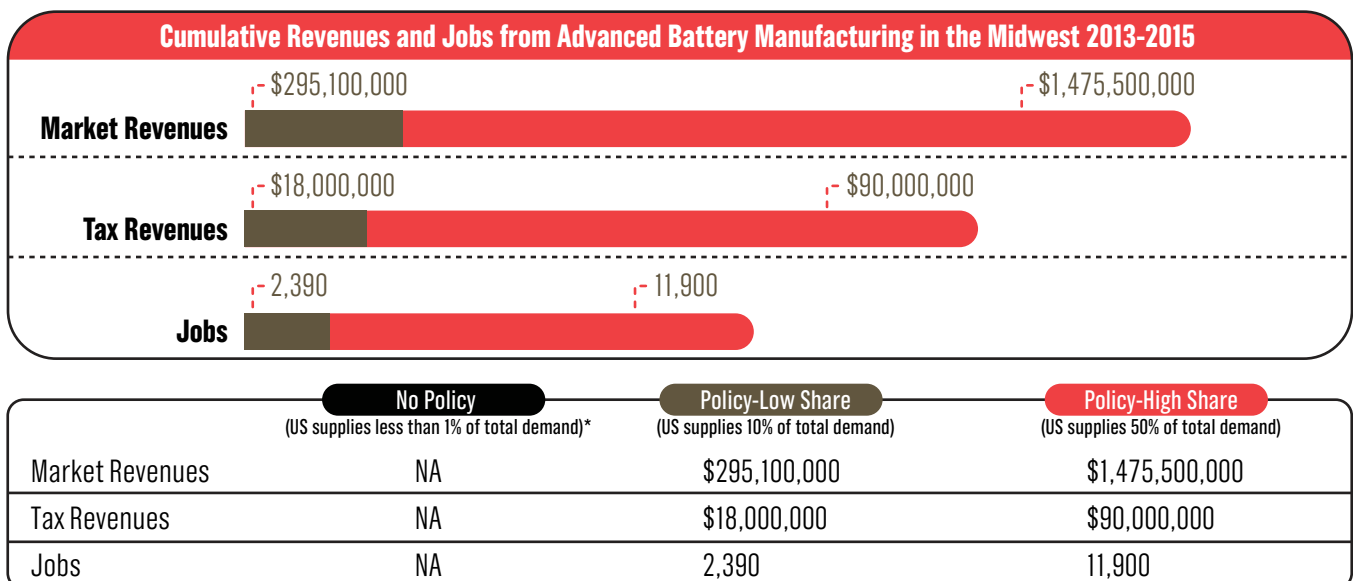 Cumulative Revenues and Jobs from Advanced Battery Manufacturing in the Midwest 2013-2015
$295,100,000 $1,475,500,000
Market Revenues
$18,000,000 $90,000,000
Tax Revenues
2,390 11,900
Jobs
No Policy Policy-Low Share Policy-High Share
(US supplies less than 1% of total demand)* (US supplies 10% of total demand) (US supplies 50% of total demand)
Market Revenues NA $295,100,000 $1,475,500,000
Tax Revenues NA $18,000,000 $90,000,000
Jobs NA 2,390 11,900